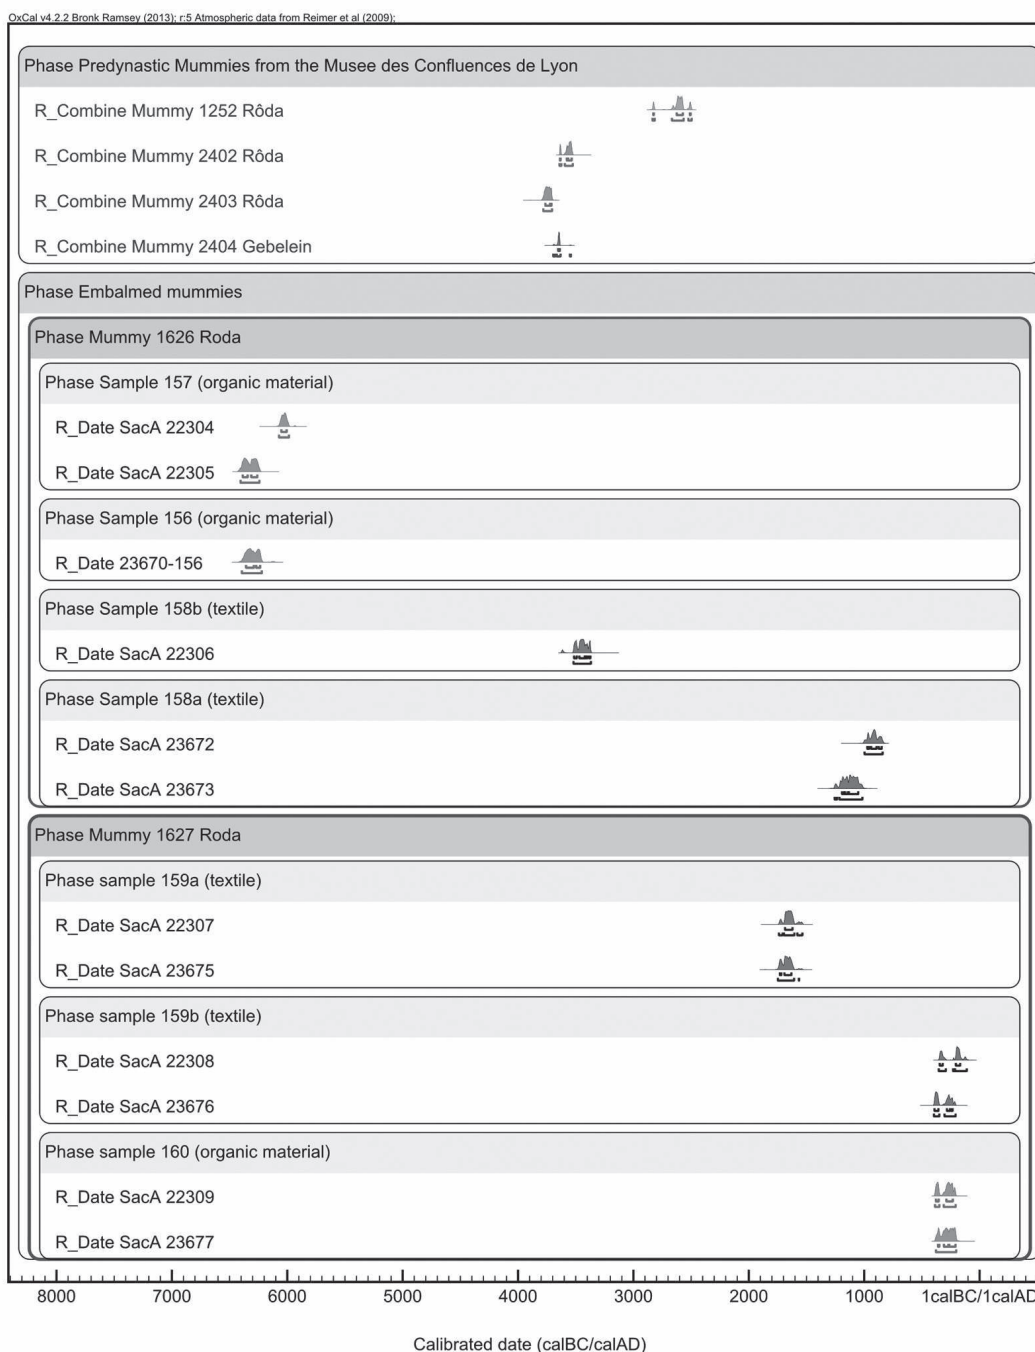 OxCal v4.2.2 Bronk Ramsey (2013); r:5 Atmospheric data from Reimer et al (2009);
Phase Predynastic Mummies from the Musee des Confluences de Lyon
R_Combine Mummy 1252 Rôda
R_Combine Mummy 2402 Rôda
R_Combine Mummy 2403 Rôda
R_Combine Mummy 2404 Gebelein
Phase Embalmed mummies
Phase Mummy 1626 Roda
Phase Sample 157 (organic material)
R_Date SacA 22304
R_Date SacA 22305
Phase Sample 156 (organic material)
R_Date 23670-156
Phase Sample 158b (textile)
R_Date SacA 22306
Phase Sample 158a (textile)
R_Date SacA 23672
R_Date SacA 23673
Phase Mummy 1627 Roda
Phase sample 159a (textile)
R_Date SacA 22307
R_Date SacA 23675
Phase sample 159b (textile)
R_Date SacA 22308
R_Date SacA 23676
Phase sample 160 (organic material)
R_Date SacA 22309
R_Date SacA 23677
8000 7000 6000 5000 4000 3000 2000 1000 1calBC/1calAD
Calibrated date (calBC/calAD)